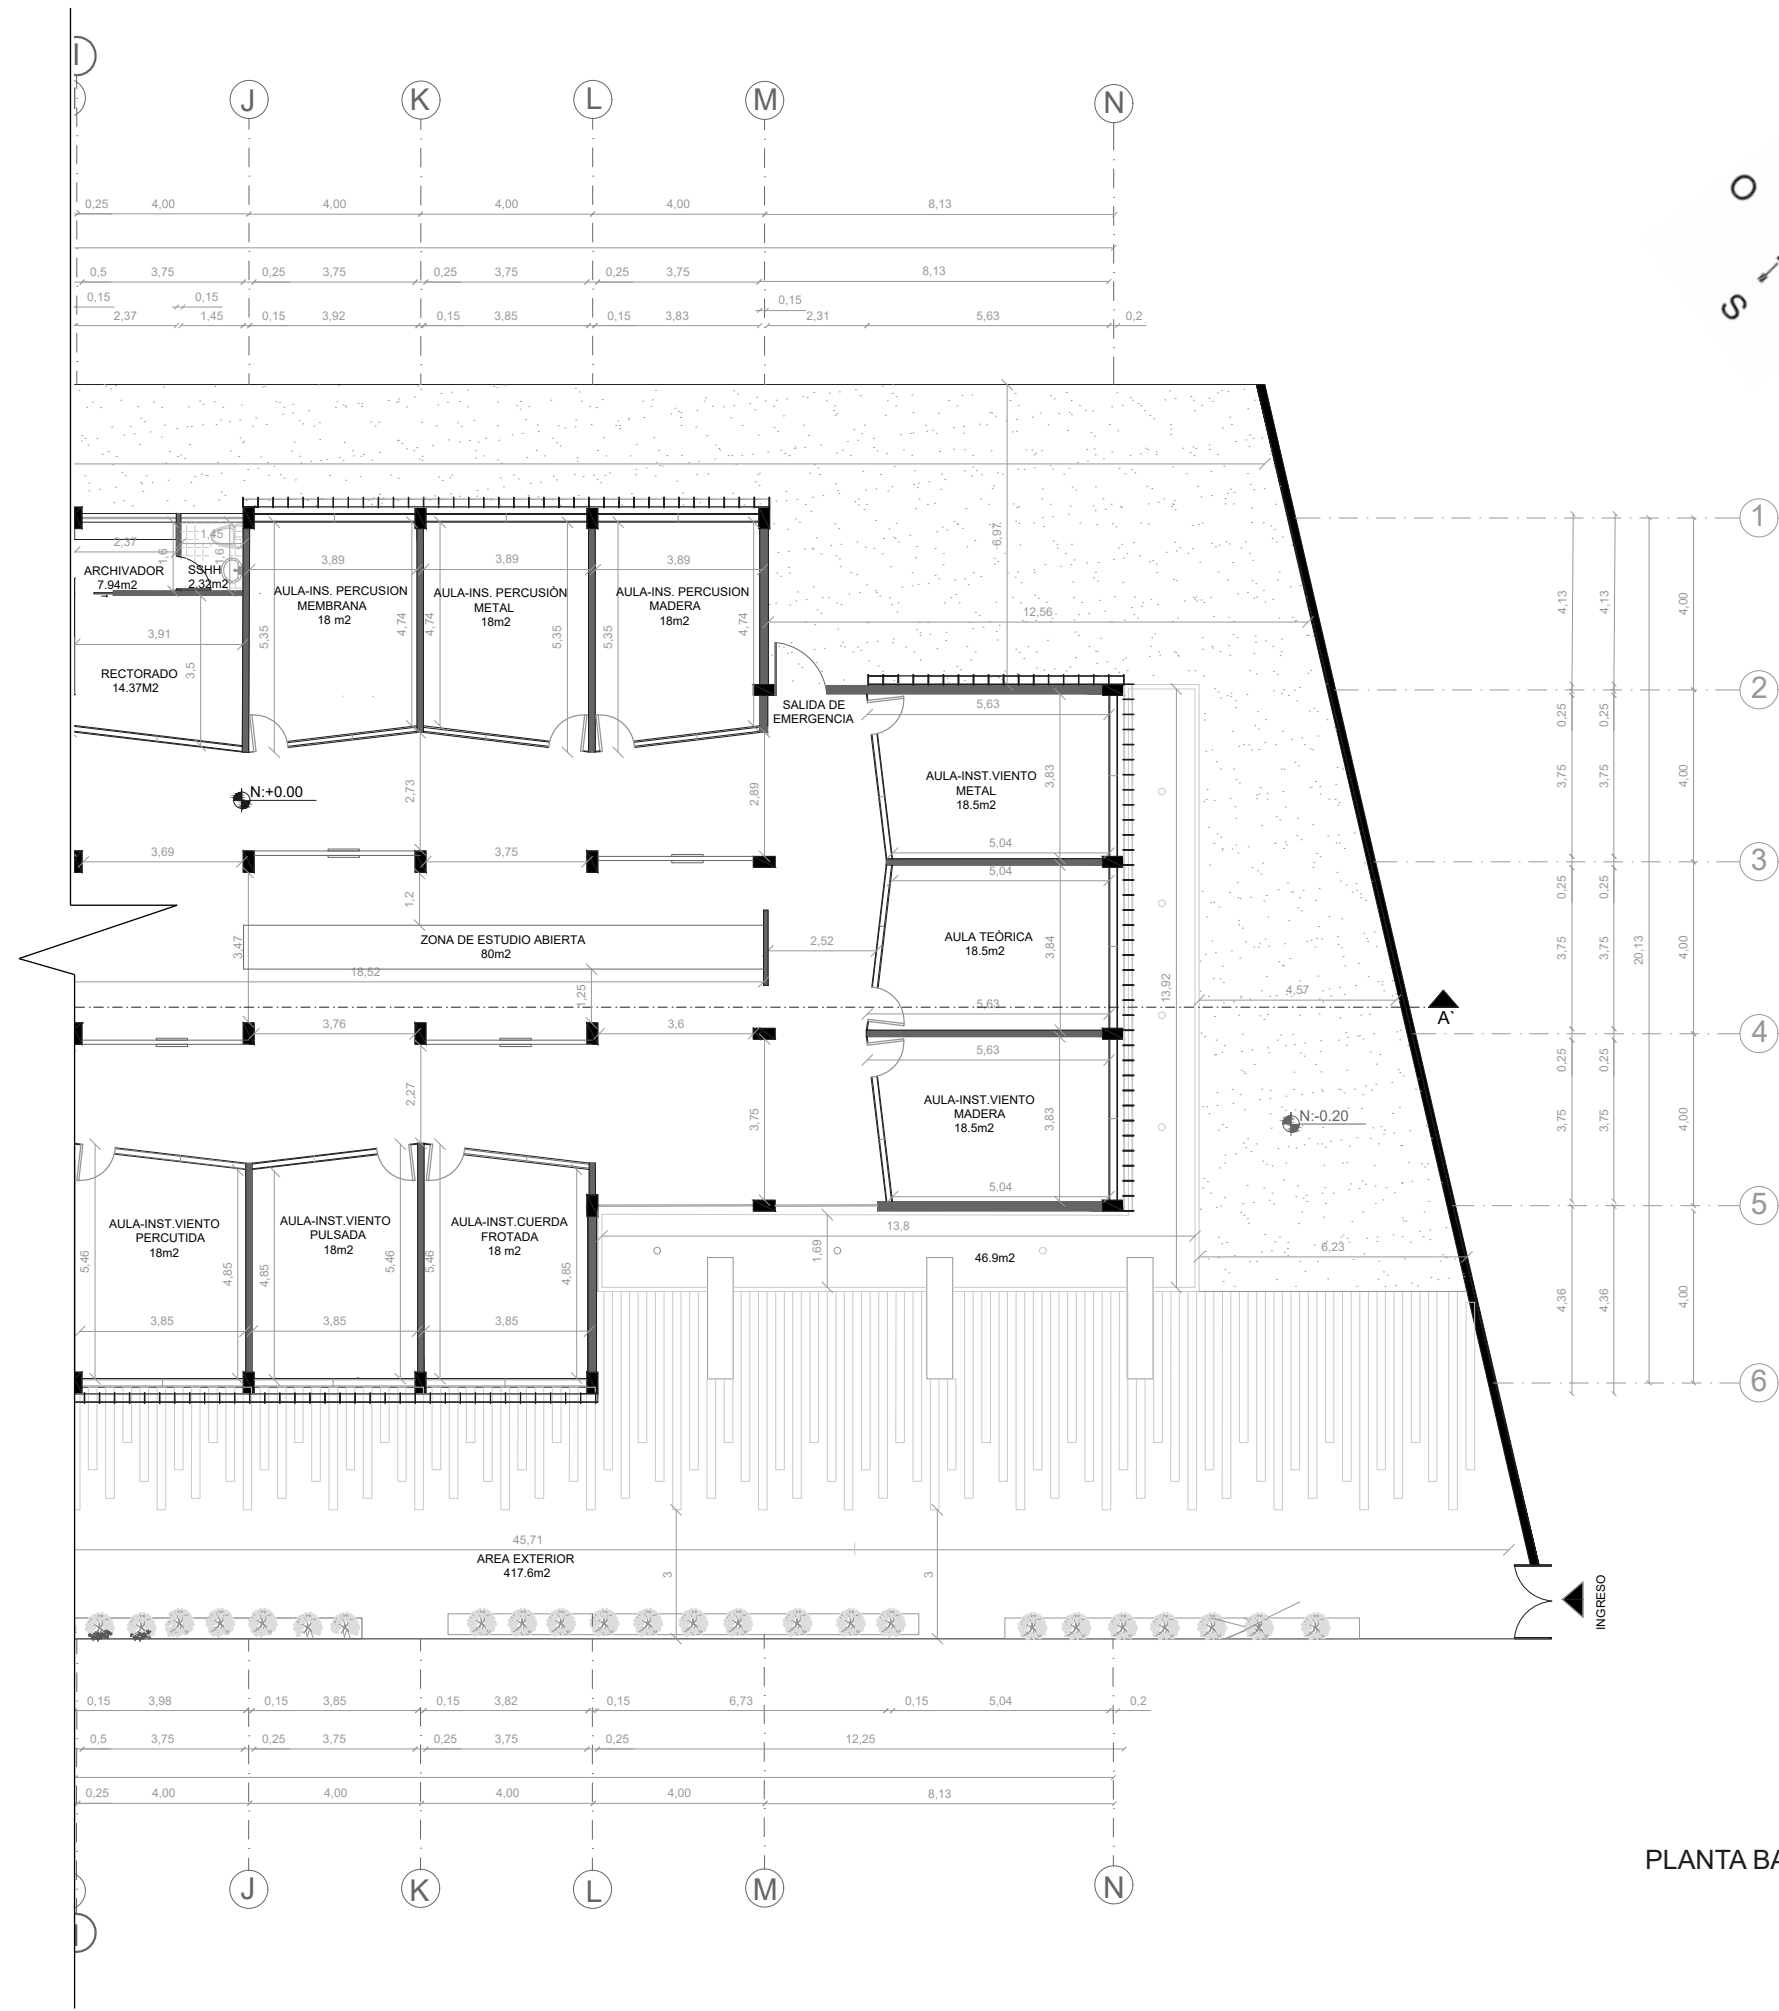 I
J
K
L
M
N
O
S
0,25
4,00
4,00
4,00
4,00
8,13
0,5
3,75
0,25
3,75
0,25
3,75
0,25
3,75
8,13
0,15
0,15
0,15
2,37
1,45
0,15
3,92
0,15
3,85
0,15
3,83
2,31
5,63
0,2
1
2
3
4
5
6
2,37
1,45
1,6
1,6
ARCHIVADOR
7.94m2
SSHH
2.32m2
3,91
3,5
RECTORADO
14.37M2
3,89
AULA-INS. PERCUSION
MEMBRANA
18 m2
5,35
4,74
3,89
AULA-INS. PERCUSIÒN
METAL
18m2
4,74
5,35
3,89
AULA-INS. PERCUSION
MADERA
18m2
5,35
4,74
6,97
12,56
SALIDA DE
EMERGENCIA
5,63
AULA-INST.VIENTO
METAL
18.5m2
3,83
5,04
N:+0.00
2,73
2,89
3,69
3,75
1,2
5,04
AULA TEÒRICA
18.5m2
3,84
5,63
ZONA DE ESTUDIO ABIERTA
80m2
3,47
18,52
1,25
2,52
13,92
4,57
A`
3,76
3,6
2,27
3,75
5,63
AULA-INST.VIENTO
MADERA
18.5m2
3,83
5,04
N:-0.20
AULA-INST.VIENTO
PERCUTIDA
18m2
5,46
4,85
3,85
AULA-INST.VIENTO
PULSADA
18m2
4,85
5,46
3,85
AULA-INST.CUERDA
FROTADA
18 m2
5,46
4,85
3,85
13,8
1,69
46.9m2
6,23
4,13
4,13
4,00
0,25
0,25
3,75
3,75
4,00
0,25
0,25
3,75
3,75
20,13
4,00
0,25
0,25
3,75
3,75
4,00
4,36
4,36
4,00
45,71
AREA EXTERIOR
417.6m2
3
3
INGRESO
0,15
3,98
0,15
3,85
0,15
3,82
0,15
6,73
0,15
5,04
0,2
0,5
3,75
0,25
3,75
0,25
3,75
0,25
12,25
0,25
4,00
4,00
4,00
4,00
8,13
PLANTA BA
J
K
L
M
N
I